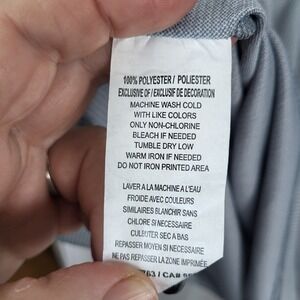 100% POLYESTER / POLIESTER
EXCLUSIVE OF / EXCLUSIF DE DECORATION
MACHINE WASH COLD
WITH LIKE COLORS
ONLY NON-CHLORINE
BLEACH IF NEEDED
TUMBLE DRY LOW
WARM IRON IF NEEDED
DO NOT IRON PRINTED AREA
LAVER A LA MACHINE A L'EAU
FROIDE AVEC COULEURS
SIMILAIRES BLANCHIR SANS
CHLORE SI NECESSAIRE
CULBUTER SEC A BAS
REPASSER MOYEN SI NECESSAIRE
NE PAS REPASSER LA ZONE IMPRIMÉE
763 / CA#